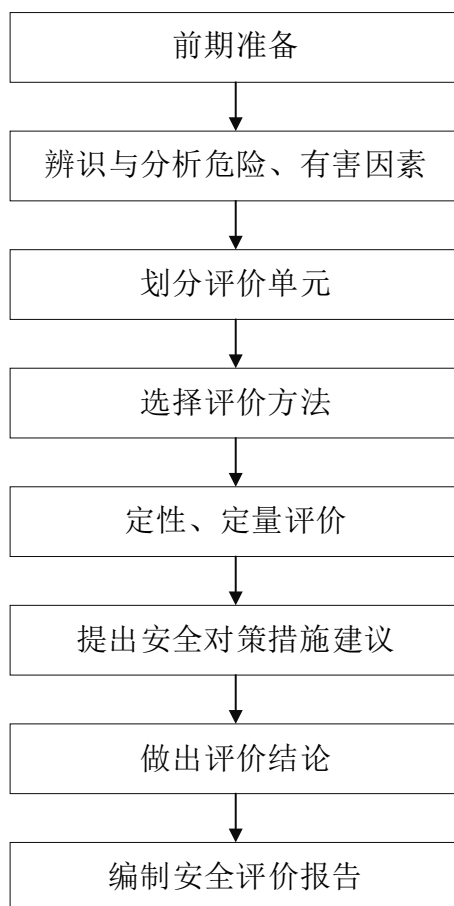 前期准备
辨识与分析危险、有害因素
划分评价单元
选择评价方法
定性、定量评价
提出安全对策措施建议
做出评价结论
编制安全评价报告